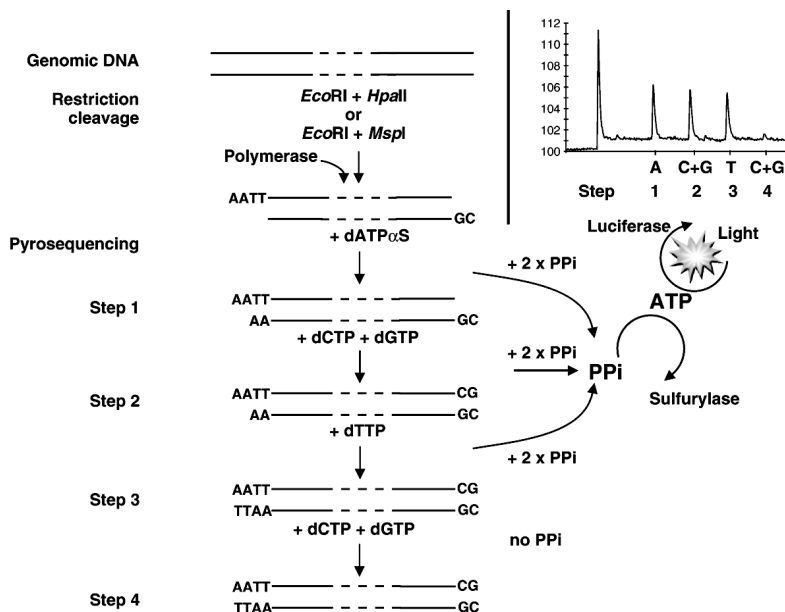 Genomic DNA
Restriction
cleavage
EcoRI + HpaII
or
EcoRI + MspI
Polymerase
AATT
GC
Pyrosequencing
+ dATPαS
Step 1
AATT
AA
GC
+ dCTP + dGTP
Step 2
AATT
CG
AA
GC
+ dTTP
Step 3
AATT
CG
TTAA
GC
+ dCTP + dGTP
Step 4
AATT
CG
TTAA
GC
+ 2 x PPi
+ 2 x PPi
+ 2 x PPi
no PPi
PPi
Sulfurylase
ATP
Luciferase
Light
112
110
108
106
104
102
100
A C+G T C+G
Step 1 2 3 4